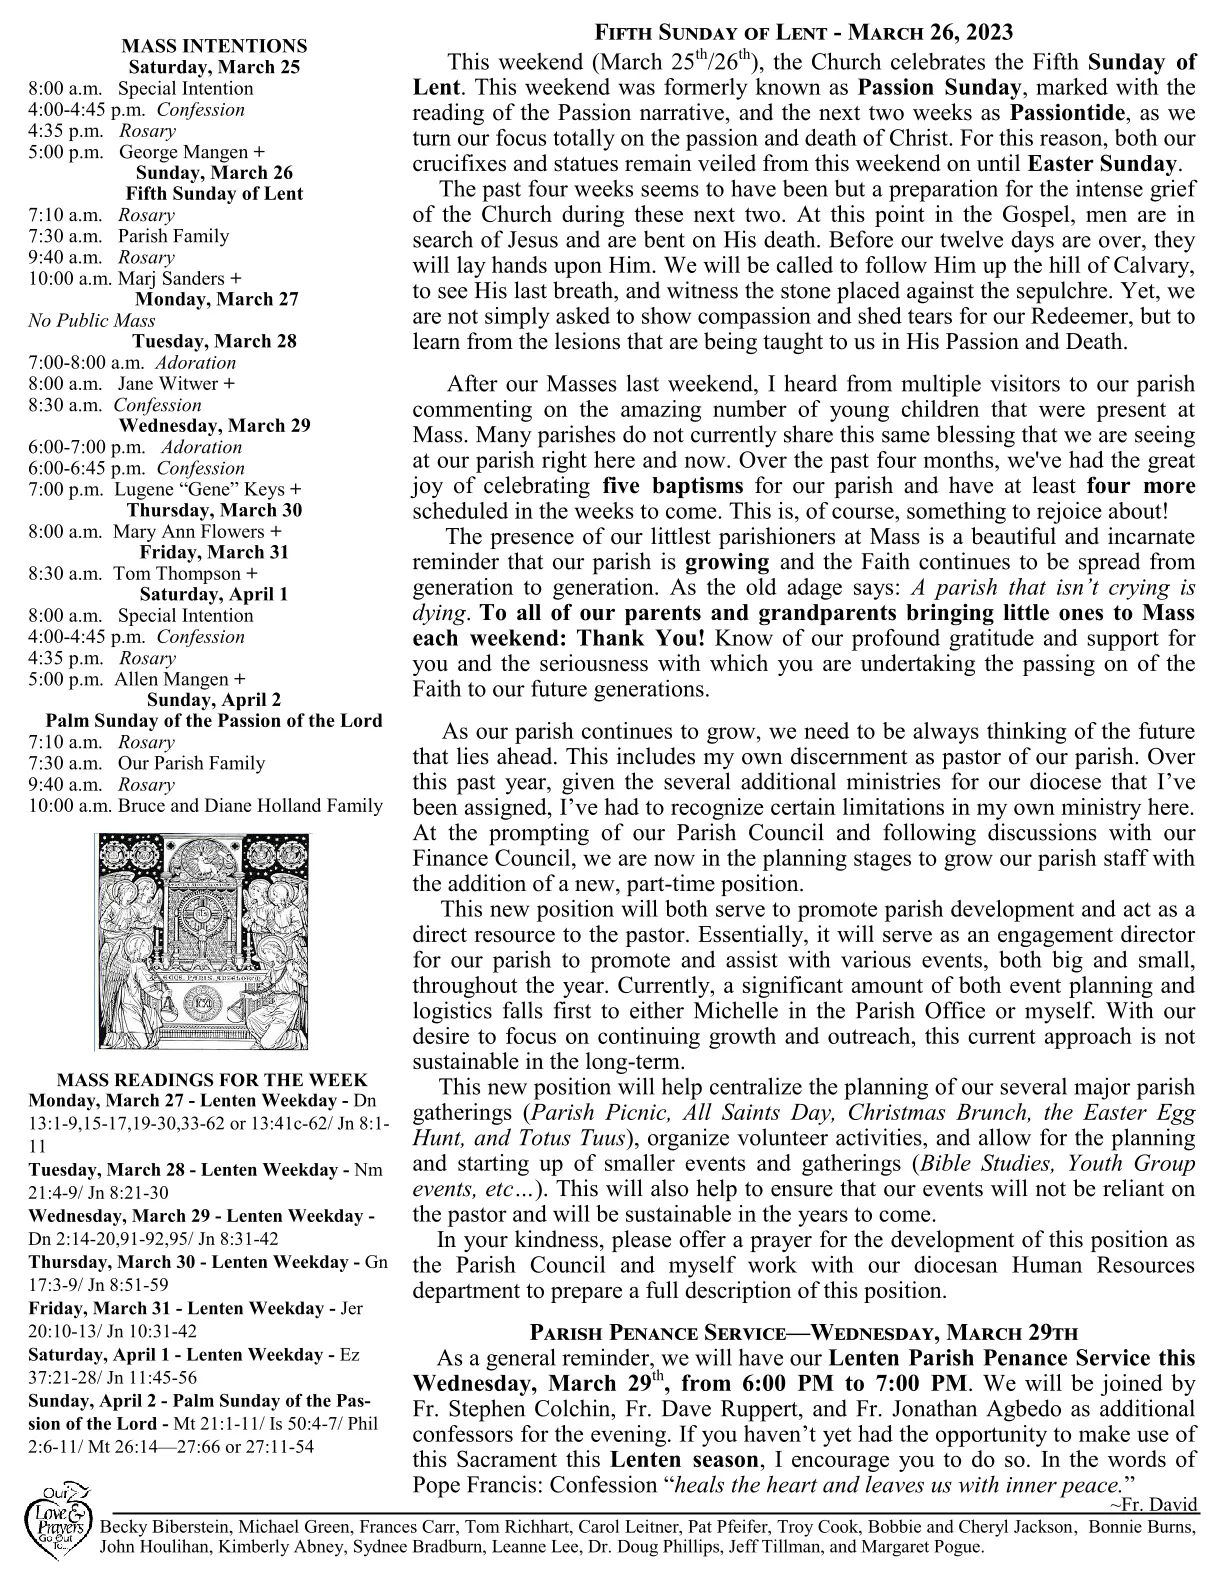 MASS INTENTIONS
Saturday, March 25
8:00 a.m. Special Intention
4:00-4:45 p.m. Confession
4:35 p.m. Rosary
5:00 p.m. George Mangen +
Sunday, March 26
Fifth Sunday of Lent
7:10 a.m. Rosary
7:30 a.m. Parish Family
9:40 a.m. Rosary
10:00 a.m. Marj Sanders +
Monday, March 27
No Public Mass
Tuesday, March 28
7:00-8:00 a.m. Adoration
8:00 a.m. Jane Witwer +
8:30 a.m. Confession
Wednesday, March 29
6:00-7:00 p.m. Adoration
6:00-6:45 p.m. Confession
7:00 p.m. Lugene “Gene” Keys +
Thursday, March 30
8:00 a.m. Mary Ann Flowers +
Friday, March 31
8:30 a.m. Tom Thompson +
Saturday, April 1
8:00 a.m. Special Intention
4:00-4:45 p.m. Confession
4:35 p.m. Rosary
5:00 p.m. Allen Mangen +
Sunday, April 2
Palm Sunday of the Passion of the Lord
7:10 a.m. Rosary
7:30 a.m. Our Parish Family
9:40 a.m. Rosary
10:00 a.m. Bruce and Diane Holland Family
ECCE PANIS ANGELORUM
MASS READINGS FOR THE WEEK
Monday, March 27 - Lenten Weekday - Dn
13:1-9,15-17,19-30,33-62 or 13:41c-62/ Jn 8:1-
11
Tuesday, March 28 - Lenten Weekday - Nm
21:4-9/ Jn 8:21-30
Wednesday, March 29 - Lenten Weekday -
Dn 2:14-20,91-92,95/ Jn 8:31-42
Thursday, March 30 - Lenten Weekday - Gn
17:3-9/ Jn 8:51-59
Friday, March 31 - Lenten Weekday - Jer
20:10-13/ Jn 10:31-42
Saturday, April 1 - Lenten Weekday - Ez
37:21-28/ Jn 11:45-56
Sunday, April 2 - Palm Sunday of the Pas-
sion of the Lord - Mt 21:1-11/ Is 50:4-7/ Phil
2:6-11/ Mt 26:14—27:66 or 27:11-54
FIFTH SUNDAY OF LENT - MARCH 26, 2023
This weekend (March 25th/26th), the Church celebrates the Fifth Sunday of
Lent. This weekend was formerly known as Passion Sunday, marked with the
reading of the Passion narrative, and the next two weeks as Passiontide, as we
turn our focus totally on the passion and death of Christ. For this reason, both our
crucifixes and statues remain veiled from this weekend on until Easter Sunday.
The past four weeks seems to have been but a preparation for the intense grief
of the Church during these next two. At this point in the Gospel, men are in
search of Jesus and are bent on His death. Before our twelve days are over, they
will lay hands upon Him. We will be called to follow Him up the hill of Calvary,
to see His last breath, and witness the stone placed against the sepulchre. Yet, we
are not simply asked to show compassion and shed tears for our Redeemer, but to
learn from the lesions that are being taught to us in His Passion and Death.
After our Masses last weekend, I heard from multiple visitors to our parish
commenting on the amazing number of young children that were present at
Mass. Many parishes do not currently share this same blessing that we are seeing
at our parish right here and now. Over the past four months, we've had the great
joy of celebrating five baptisms for our parish and have at least four more
scheduled in the weeks to come. This is, of course, something to rejoice about!
The presence of our littlest parishioners at Mass is a beautiful and incarnate
reminder that our parish is growing and the Faith continues to be spread from
generation to generation. As the old adage says: A parish that isn’t crying is
dying. To all of our parents and grandparents bringing little ones to Mass
each weekend: Thank You! Know of our profound gratitude and support for
you and the seriousness with which you are undertaking the passing on of the
Faith to our future generations.
As our parish continues to grow, we need to be always thinking of the future
that lies ahead. This includes my own discernment as pastor of our parish. Over
this past year, given the several additional ministries for our diocese that I’ve
been assigned, I’ve had to recognize certain limitations in my own ministry here.
At the prompting of our Parish Council and following discussions with our
Finance Council, we are now in the planning stages to grow our parish staff with
the addition of a new, part-time position.
This new position will both serve to promote parish development and act as a
direct resource to the pastor. Essentially, it will serve as an engagement director
for our parish to promote and assist with various events, both big and small,
throughout the year. Currently, a significant amount of both event planning and
logistics falls first to either Michelle in the Parish Office or myself. With our
desire to focus on continuing growth and outreach, this current approach is not
sustainable in the long-term.
This new position will help centralize the planning of our several major parish
gatherings (Parish Picnic, All Saints Day, Christmas Brunch, the Easter Egg
Hunt, and Totus Tuus), organize volunteer activities, and allow for the planning
and starting up of smaller events and gatherings (Bible Studies, Youth Group
events, etc…). This will also help to ensure that our events will not be reliant on
the pastor and will be sustainable in the years to come.
In your kindness, please offer a prayer for the development of this position as
the Parish Council and myself work with our diocesan Human Resources
department to prepare a full description of this position.
PARISH PENANCE SERVICE—WEDNESDAY, MARCH 29TH
As a general reminder, we will have our Lenten Parish Penance Service this
Wednesday, March 29th, from 6:00 PM to 7:00 PM. We will be joined by
Fr. Stephen Colchin, Fr. Dave Ruppert, and Fr. Jonathan Agbedo as additional
confessors for the evening. If you haven’t yet had the opportunity to make use of
this Sacrament this Lenten season, I encourage you to do so. In the words of
Pope Francis: Confession “heals the heart and leaves us with inner peace.”
~Fr. David
Our
Love &
Prayers
Go Out
To...
Becky Biberstein, Michael Green, Frances Carr, Tom Richhart, Carol Leitner, Pat Pfeifer, Troy Cook, Bobbie and Cheryl Jackson, Bonnie Burns,
John Houlihan, Kimberly Abney, Sydnee Bradburn, Leanne Lee, Dr. Doug Phillips, Jeff Tillman, and Margaret Pogue.